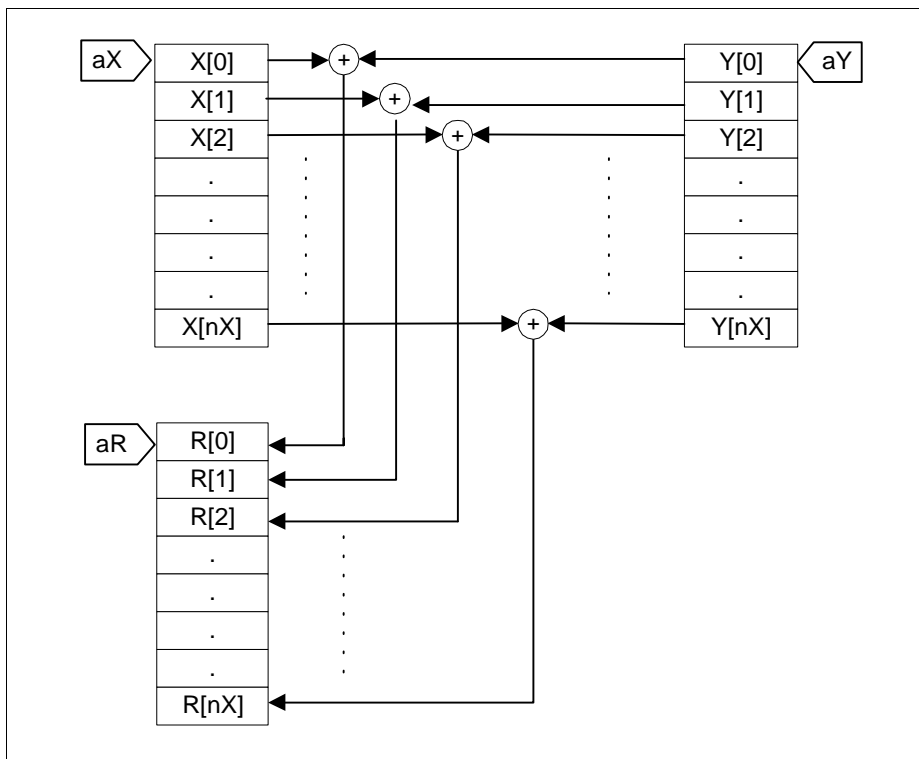 aX X[0] + Y[0] aY
X[1] + Y[1]
X[2] + Y[2]
. .
. .
. .
. .
X[nX] + Y[nX]
aR R[0]
R[1]
R[2]
.
.
.
.
R[nX]